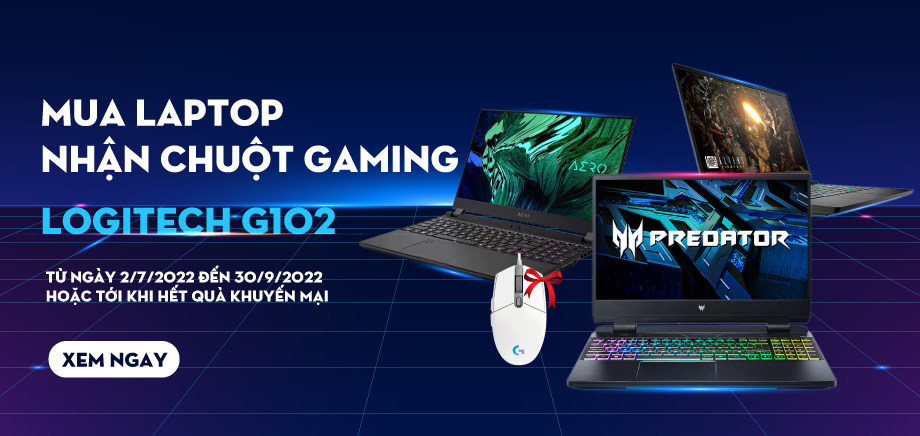 MUA LAPTOP
NHẬN CHUỘT GAMING
LOGITECH G102
TỪ NGÀY 2/7/2022 ĐẾN 30/9/2022
HOẶC TỚI KHI HẾT QUÀ KHUYẾN MẠI
XEM NGAY
AERO
AERO
PREDATOR
G